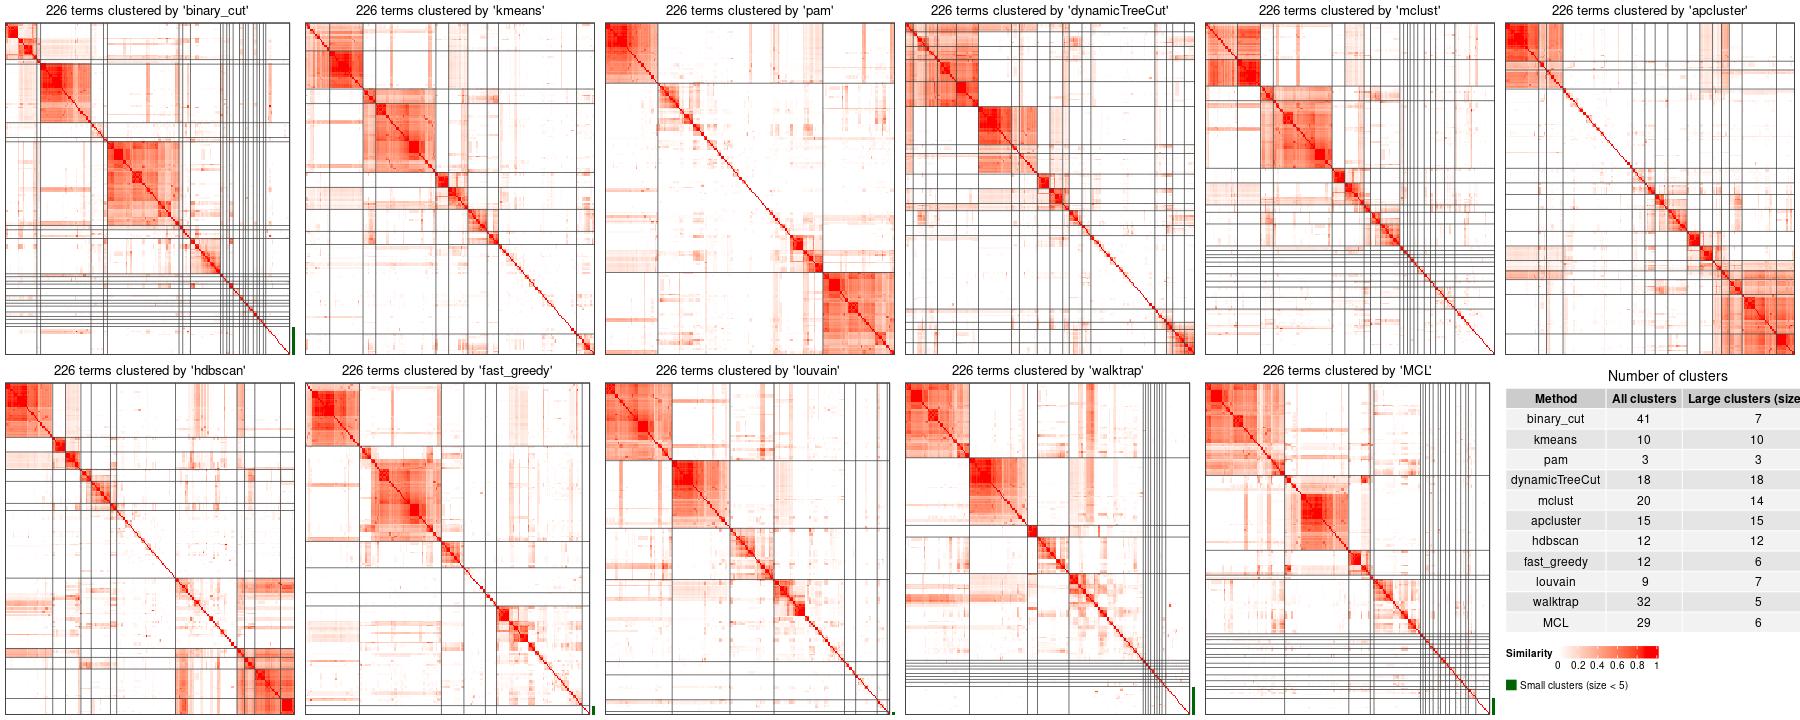 226 terms clustered by 'binary_cut'
226 terms clustered by 'kmeans'
226 terms clustered by 'pam'
226 terms clustered by 'dynamicTreeCut'
226 terms clustered by 'mclust'
226 terms clustered by 'apcluster'
226 terms clustered by 'hdbscan'
226 terms clustered by 'fast_greedy'
226 terms clustered by 'louvain'
226 terms clustered by 'walktrap'
226 terms clustered by 'MCL'
Number of clusters
Method All clusters Large clusters (size
binary_cut 41 7
kmeans 10 10
pam 3 3
dynamicTreeCut 18 18
mclust 20 14
apcluster 15 15
hdbscan 12 12
fast_greedy 12 6
louvain 9 7
walktrap 32 5
MCL 29 6
Similarity
0 0.2 0.4 0.6 0.8 1
Small clusters (size < 5)